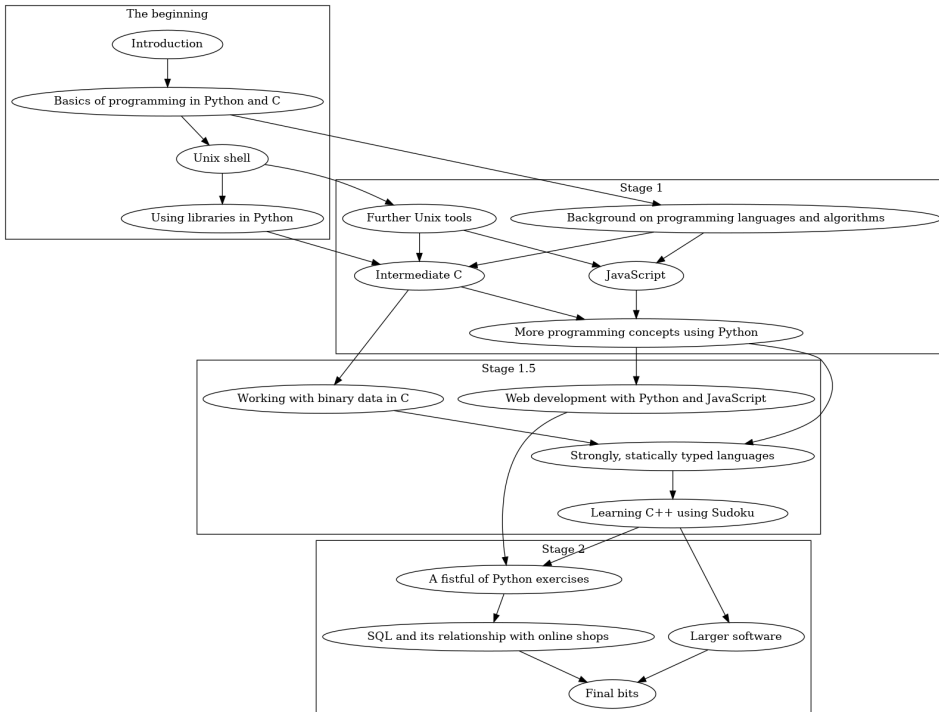 The beginning
Introduction
Basics of programming in Python and C
Unix shell
Using libraries in Python
Stage 1
Further Unix tools
Background on programming languages and algorithms
Intermediate C
JavaScript
More programming concepts using Python
Stage 1.5
Working with binary data in C
Web development with Python and JavaScript
Strongly, statically typed languages
Learning C++ using Sudoku
Stage 2
A fistful of Python exercises
SQL and its relationship with online shops
Larger software
Final bits